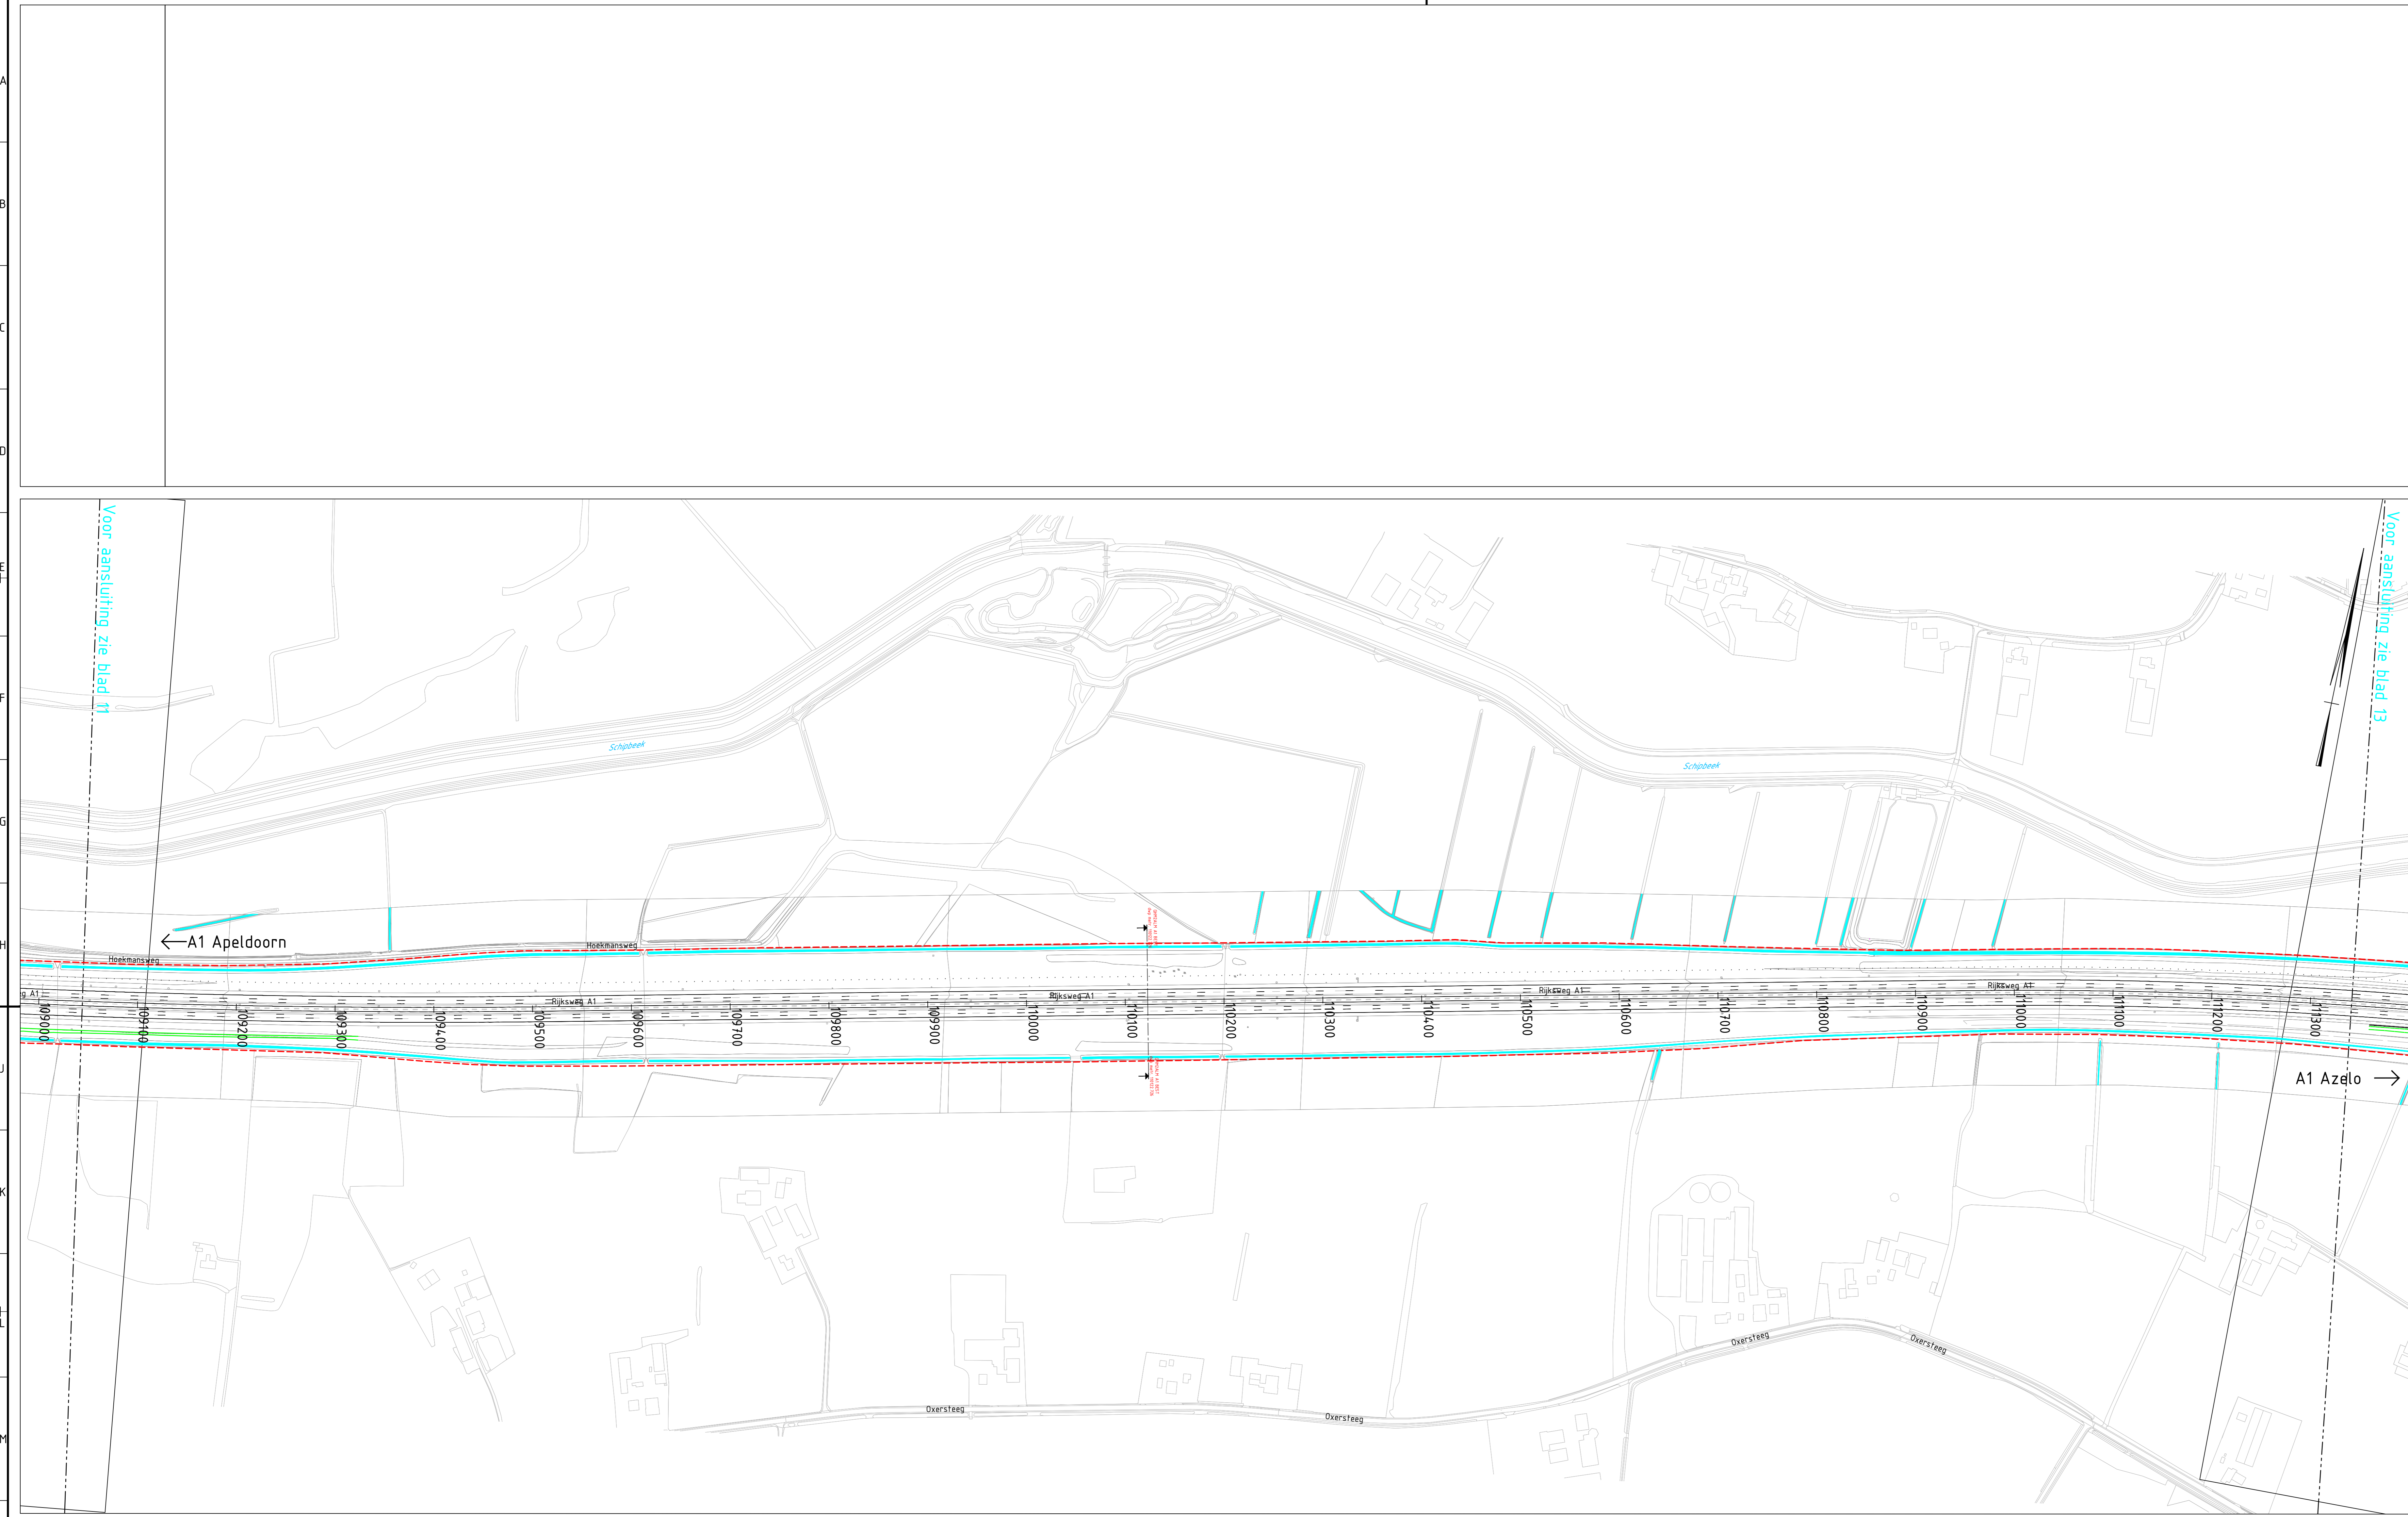 A
B
C
D
E
F
G
H
J
K
L
M
Voor aansluiting zie blad 11
Voor aansluiting zie blad 13
Schipbeek
Schipbeek
A1 Apeldoorn
Hoekmansweg
Hoekmansweg
g A1
Rijksweg A1
Rijksweg A1
Rijksweg A1
Rijksweg A1
109000
109100
109200
109300
109400
109500
109600
109700
109800
109900
110000
110100
110200
110300
110400
110500
110600
110700
110800
110900
111000
111100
111200
111300
A1 Azelo
Oxersteeg
Oxersteeg
Oxersteeg
Oxersteeg